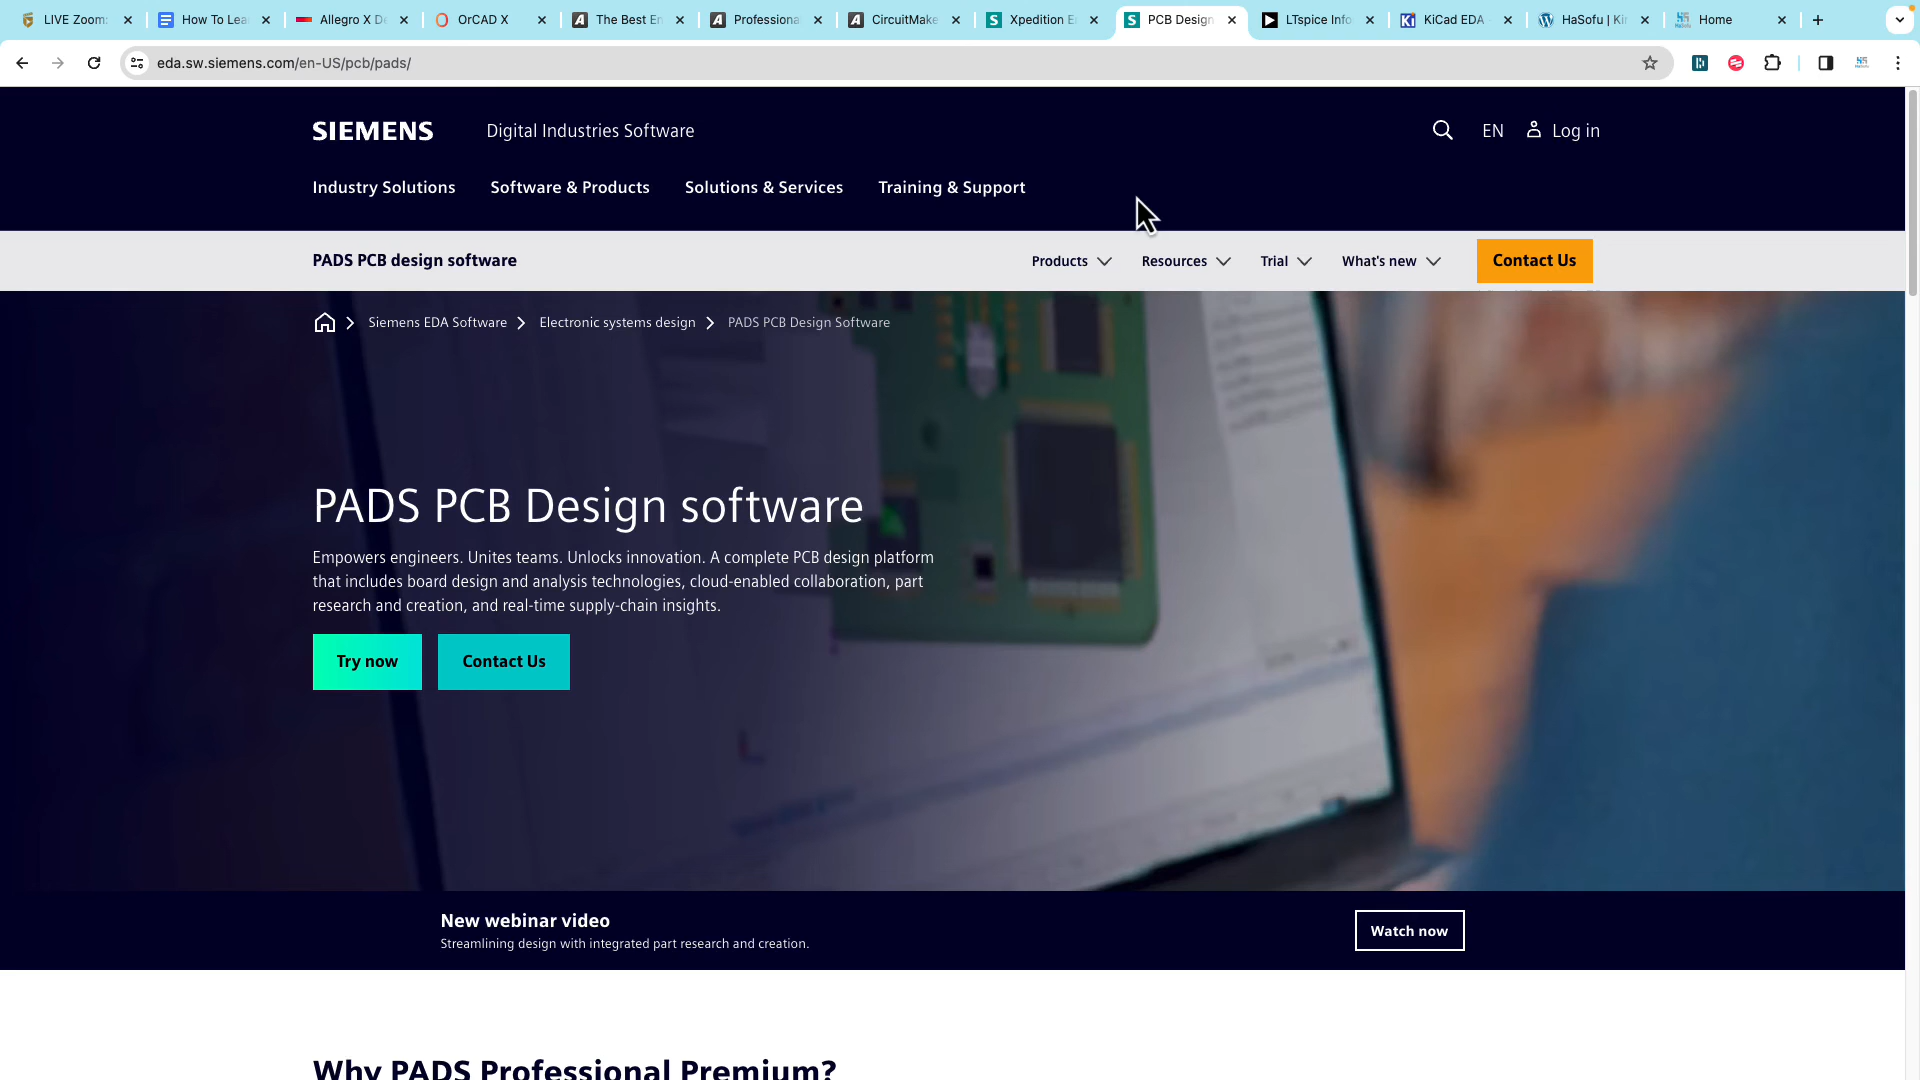 LIVE Zoom:
How To Lea
Allegro X De
OrCAD X
The Best En
Professiona
CircuitMake
Xpedition E
PCB Design
LTspice Info
KiCad EDA
HaSofu | Kir
Home
eda.sw.siemens.com/en-US/pcb/pads/
SIEMENS
Digital Industries Software
EN
Log in
Industry Solutions
Software & Products
Solutions & Services
Training & Support
PADS PCB design software
Products
Resources
Trial
What's new
Contact Us
Siemens EDA Software
Electronic systems design
PADS PCB Design Software
PADS PCB Design software
Empowers engineers. Unites teams. Unlocks innovation. A complete PCB design platform
that includes board design and analysis technologies, cloud-enabled collaboration, part
research and creation, and real-time supply-chain insights.
Try now
Contact Us
New webinar video
Streamlining design with integrated part research and creation.
Watch now
Why PADS Professional Premium?